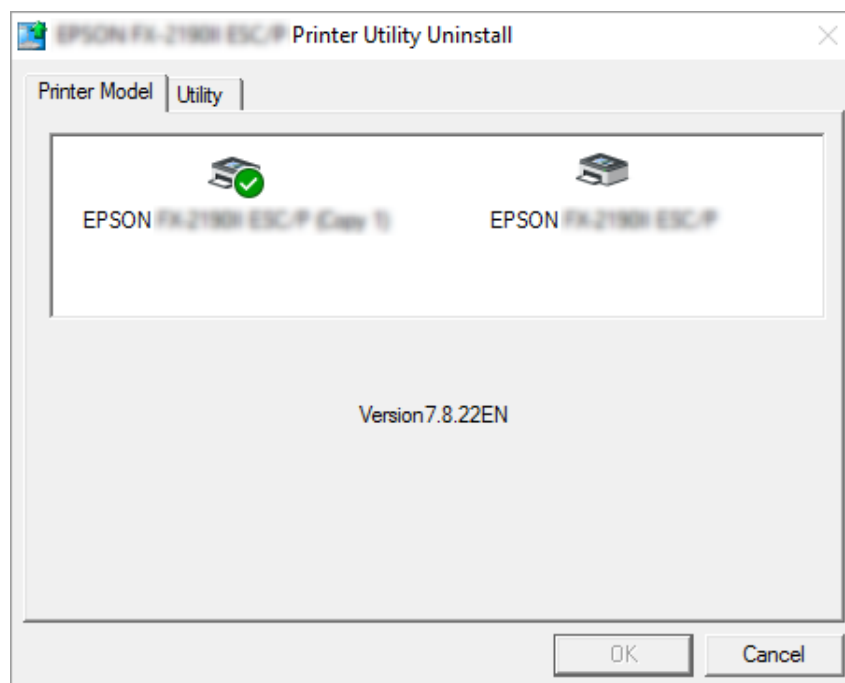 Printer Utility Uninstall
Printer Model
Utility
EPSON
EPSON
Version7.8.22EN
OK
Cancel